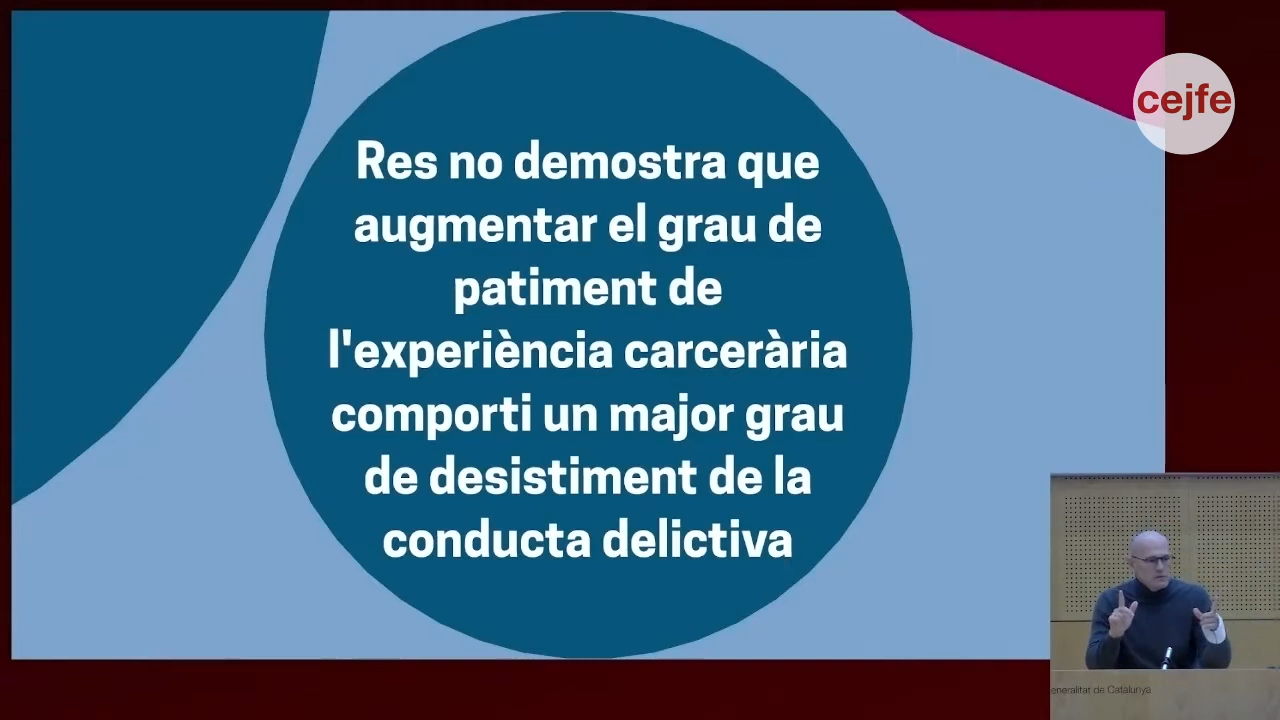 Res no demostra que
augmentar el grau de
patiment de
l'experiència carcerària
comporti un major grau
de desistiment de la
conducta delictiva
cejfe
eneralitat de Catalunya